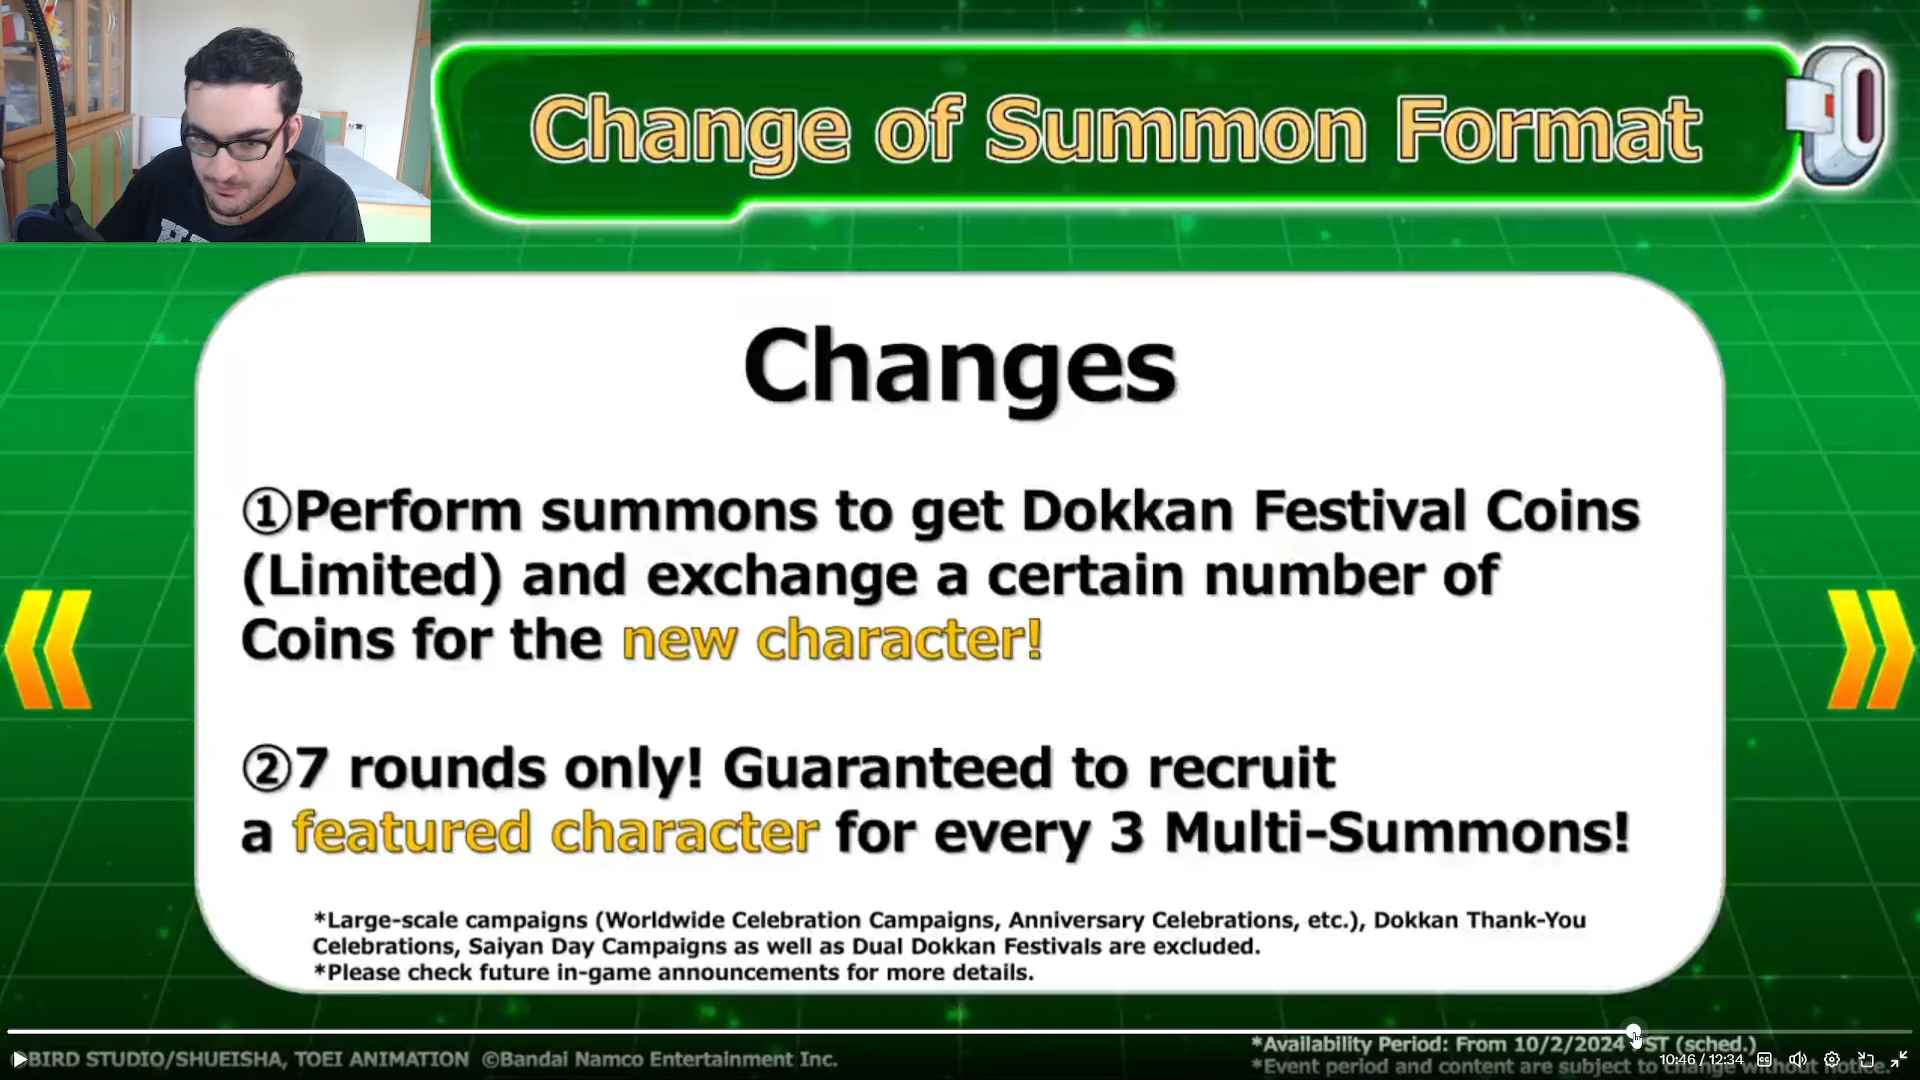 Change of Summon Format
Changes
①Perform summons to get Dokkan Festival Coins
(Limited) and exchange a certain number of
Coins for the new character!
②7 rounds only! Guaranteed to recruit
a featured character for every 3 Multi-Summons!
*Large-scale campaigns (Worldwide Celebration Campaigns, Anniversary Celebrations, etc.), Dokkan Thank-You
Celebrations, Saiyan Day Campaigns as well as Dual Dokkan Festivals are excluded.
*Please check future in-game announcements for more details.
*Availability Period: From 10/2/2024 ST (sched.)
BIRD STUDIO/SHUEISHA, TOEI ANIMATION ©Bandai Namco Entertainment Inc.
10:46 / 12:34
*Event period and content are subject to change without notice.